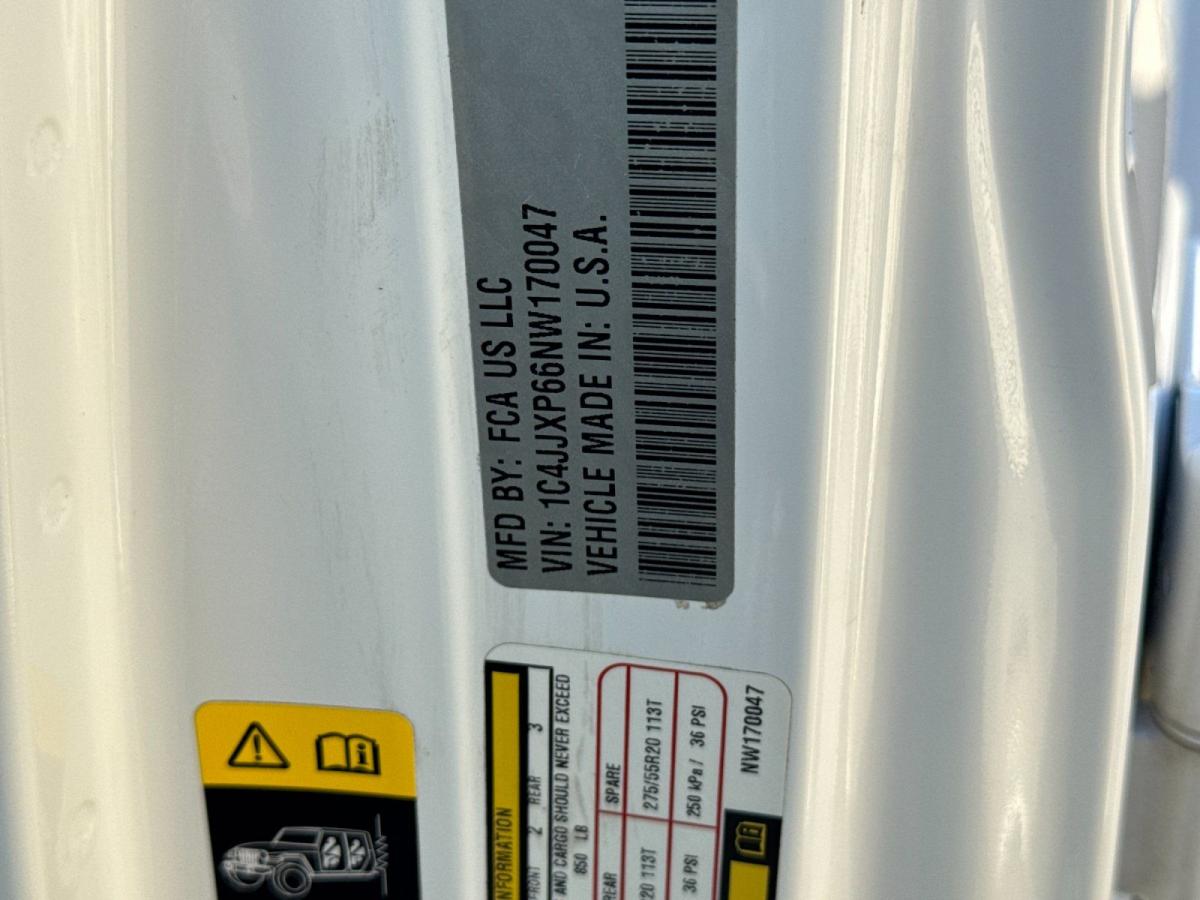 MFD BY: FCA US LLC
VIN: 1C4JJXP66NW170047
VEHICLE MADE IN: U.S.A.
NFORMATION
FRONT 2 REAR 3
AND CARGO SHOULD NEVER EXCEED
850 LB
REAR SPARE
20 113T 275/55R20 113T
36 PSI 250 kPa / 36 PSI
NW170047